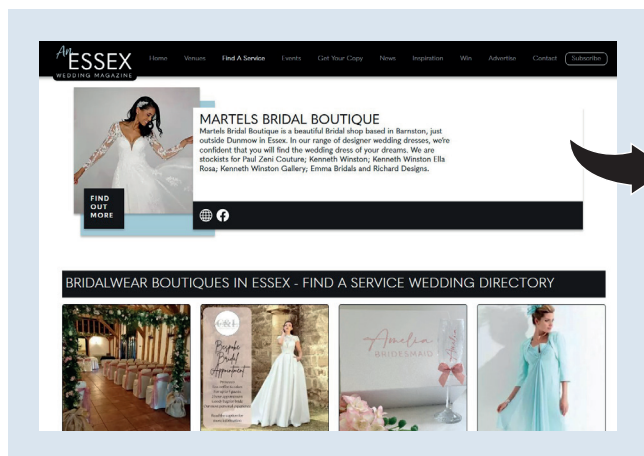 An
ESSEX
WEDDING MAGAZINE
Home Venues Find A Service Events Get Your Copy News Inspiration Win Advertise Contact Subscribe
MARTELS BRIDAL BOUTIQUE
Martels Bridal Boutique is a beautiful Bridal shop based in Barnston, just
outside Dunmow in Essex. In our range of designer wedding dresses, we're
confident that you will find the wedding dress of your dreams. We are
stockists for Paul Zeni Couture; Kenneth Winston; Kenneth Winston Ella
Rosa; Kenneth Winston Gallery; Emma Bridals and Richard Designs.
FIND
OUT
MORE
BRIDALWEAR BOUTIQUES IN ESSEX - FIND A SERVICE WEDDING DIRECTORY
Bespoke
Bridal
Appointment
Amelia
BRIDESMAID
Amelia